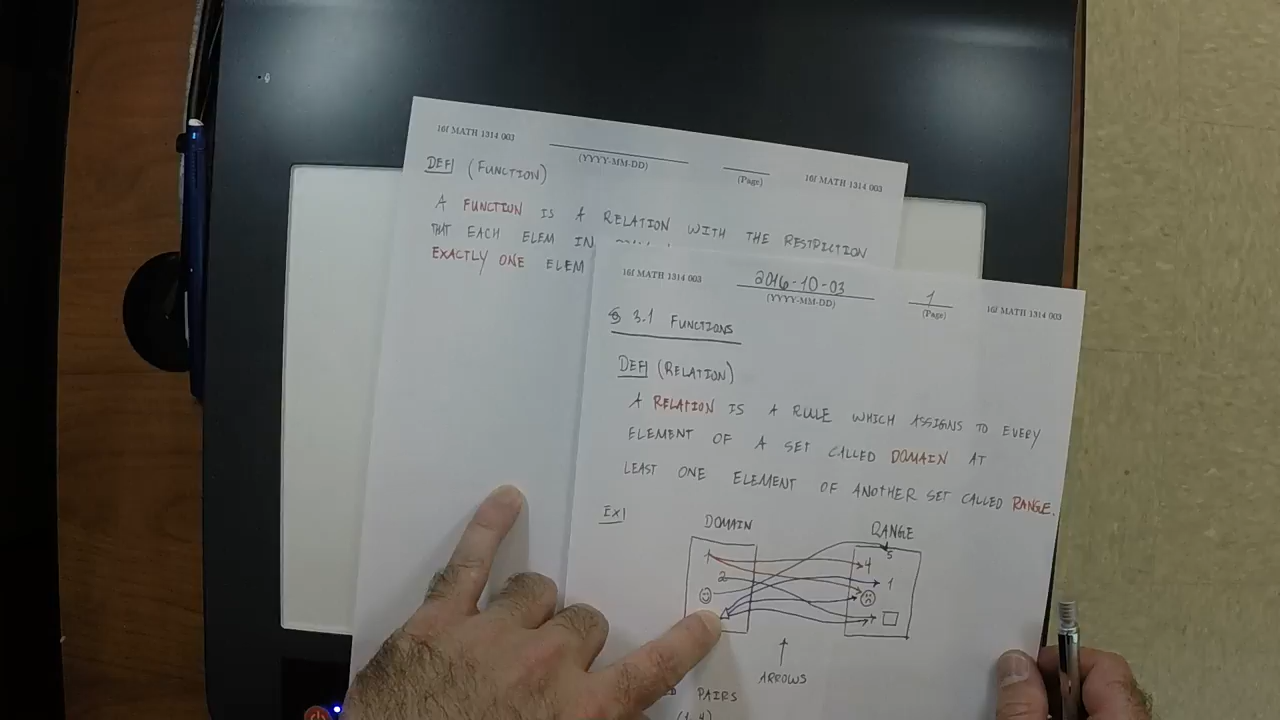 16f MATH 1314 003
(YYYY-MM-DD)
(Page)
16f MATH 1314 003
DEF (FUNCTION)
A FUNCTION IS A RELATION WITH THE RESTRICTION
THAT EACH ELEM IN
EXACTLY ONE ELEM
16f MATH 1314 003
2016-10-03
(YYYY-MM-DD)
1
(Page)
16f MATH 1314 003
§ 3.1 FUNCTIONS
DEF (RELATION)
A RELATION IS A RULE WHICH ASSIGNS TO EVERY
ELEMENT OF A SET CALLED DOMAIN AT
LEAST ONE ELEMENT OF ANOTHER SET CALLED RANGE.
EX
DOMAIN
RANGE
1
2
5
4
1
ARROWS
PAIRS
(1,4)